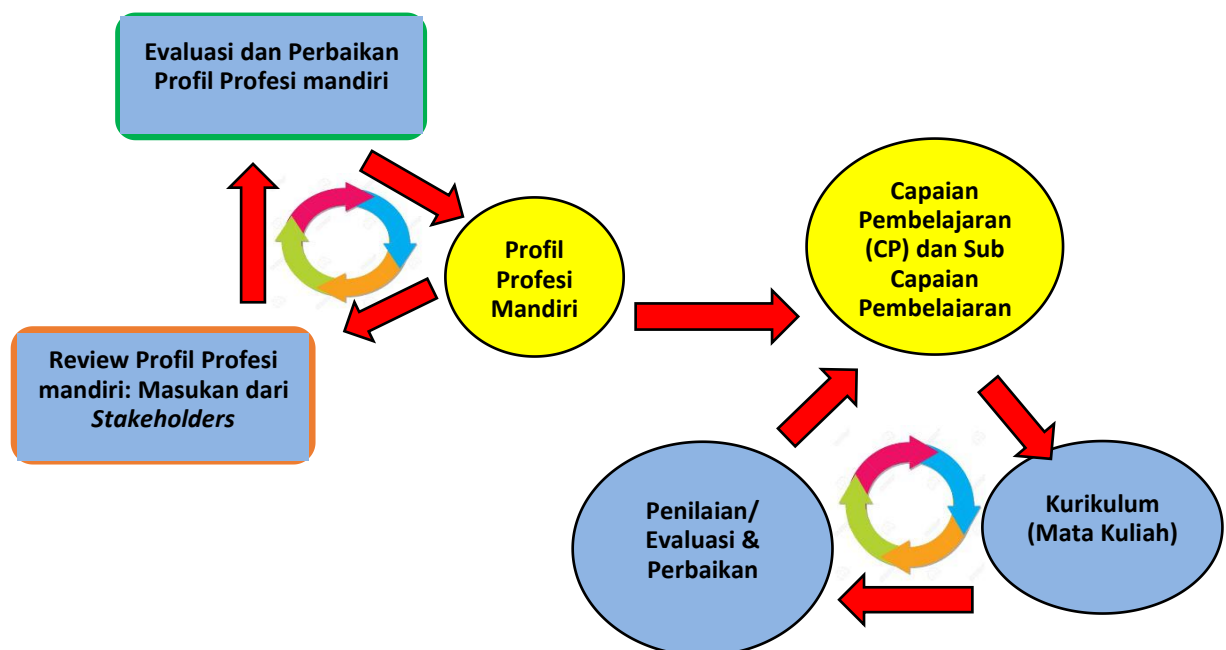 Evaluasi dan Perbaikan
Profil Profesi mandiri
Profil
Profesi
Mandiri
Review Profil Profesi
mandiri: Masukan dari
Stakeholders
Capaian
Pembelajaran
(CP) dan Sub
Capaian
Pembelajaran
Kurikulum
(Mata Kuliah)
Penilaian/
Evaluasi &
Perbaikan